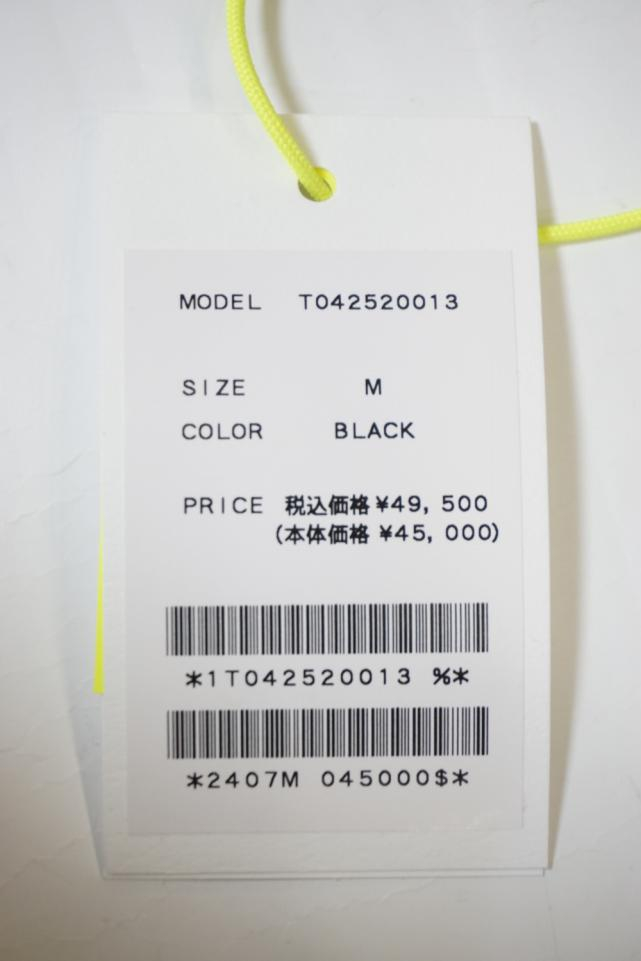 MODEL T042520013
SIZE M
COLOR BLACK
PRICE 税込価格 ¥49,500
(本体価格 ¥45,000)
*1T042520013 %*
*2407M 045000$*